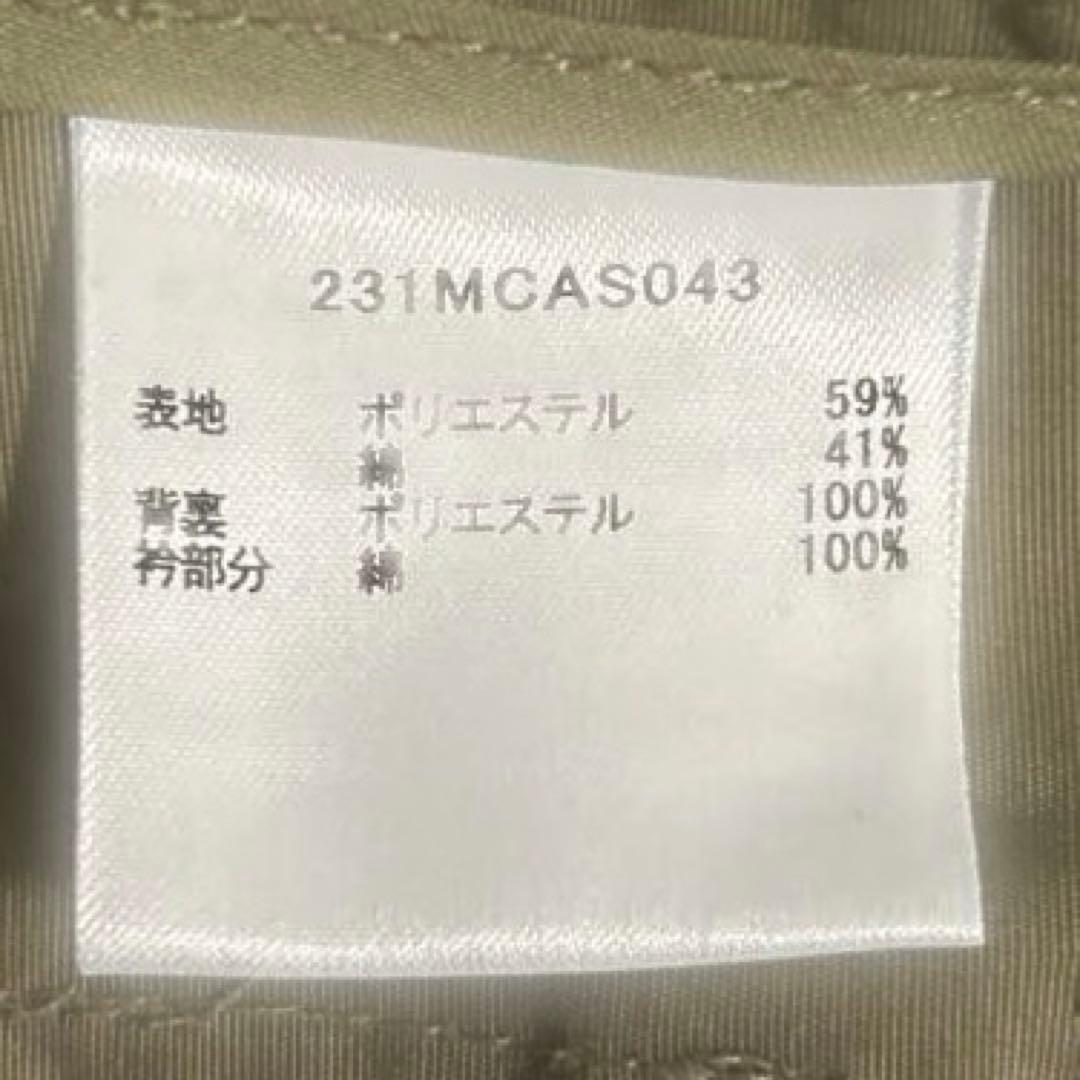 231MCAS043
表地 ポリエステル 59%
綿 41%
背裏 ポリエステル 100%
衿部分 綿 100%